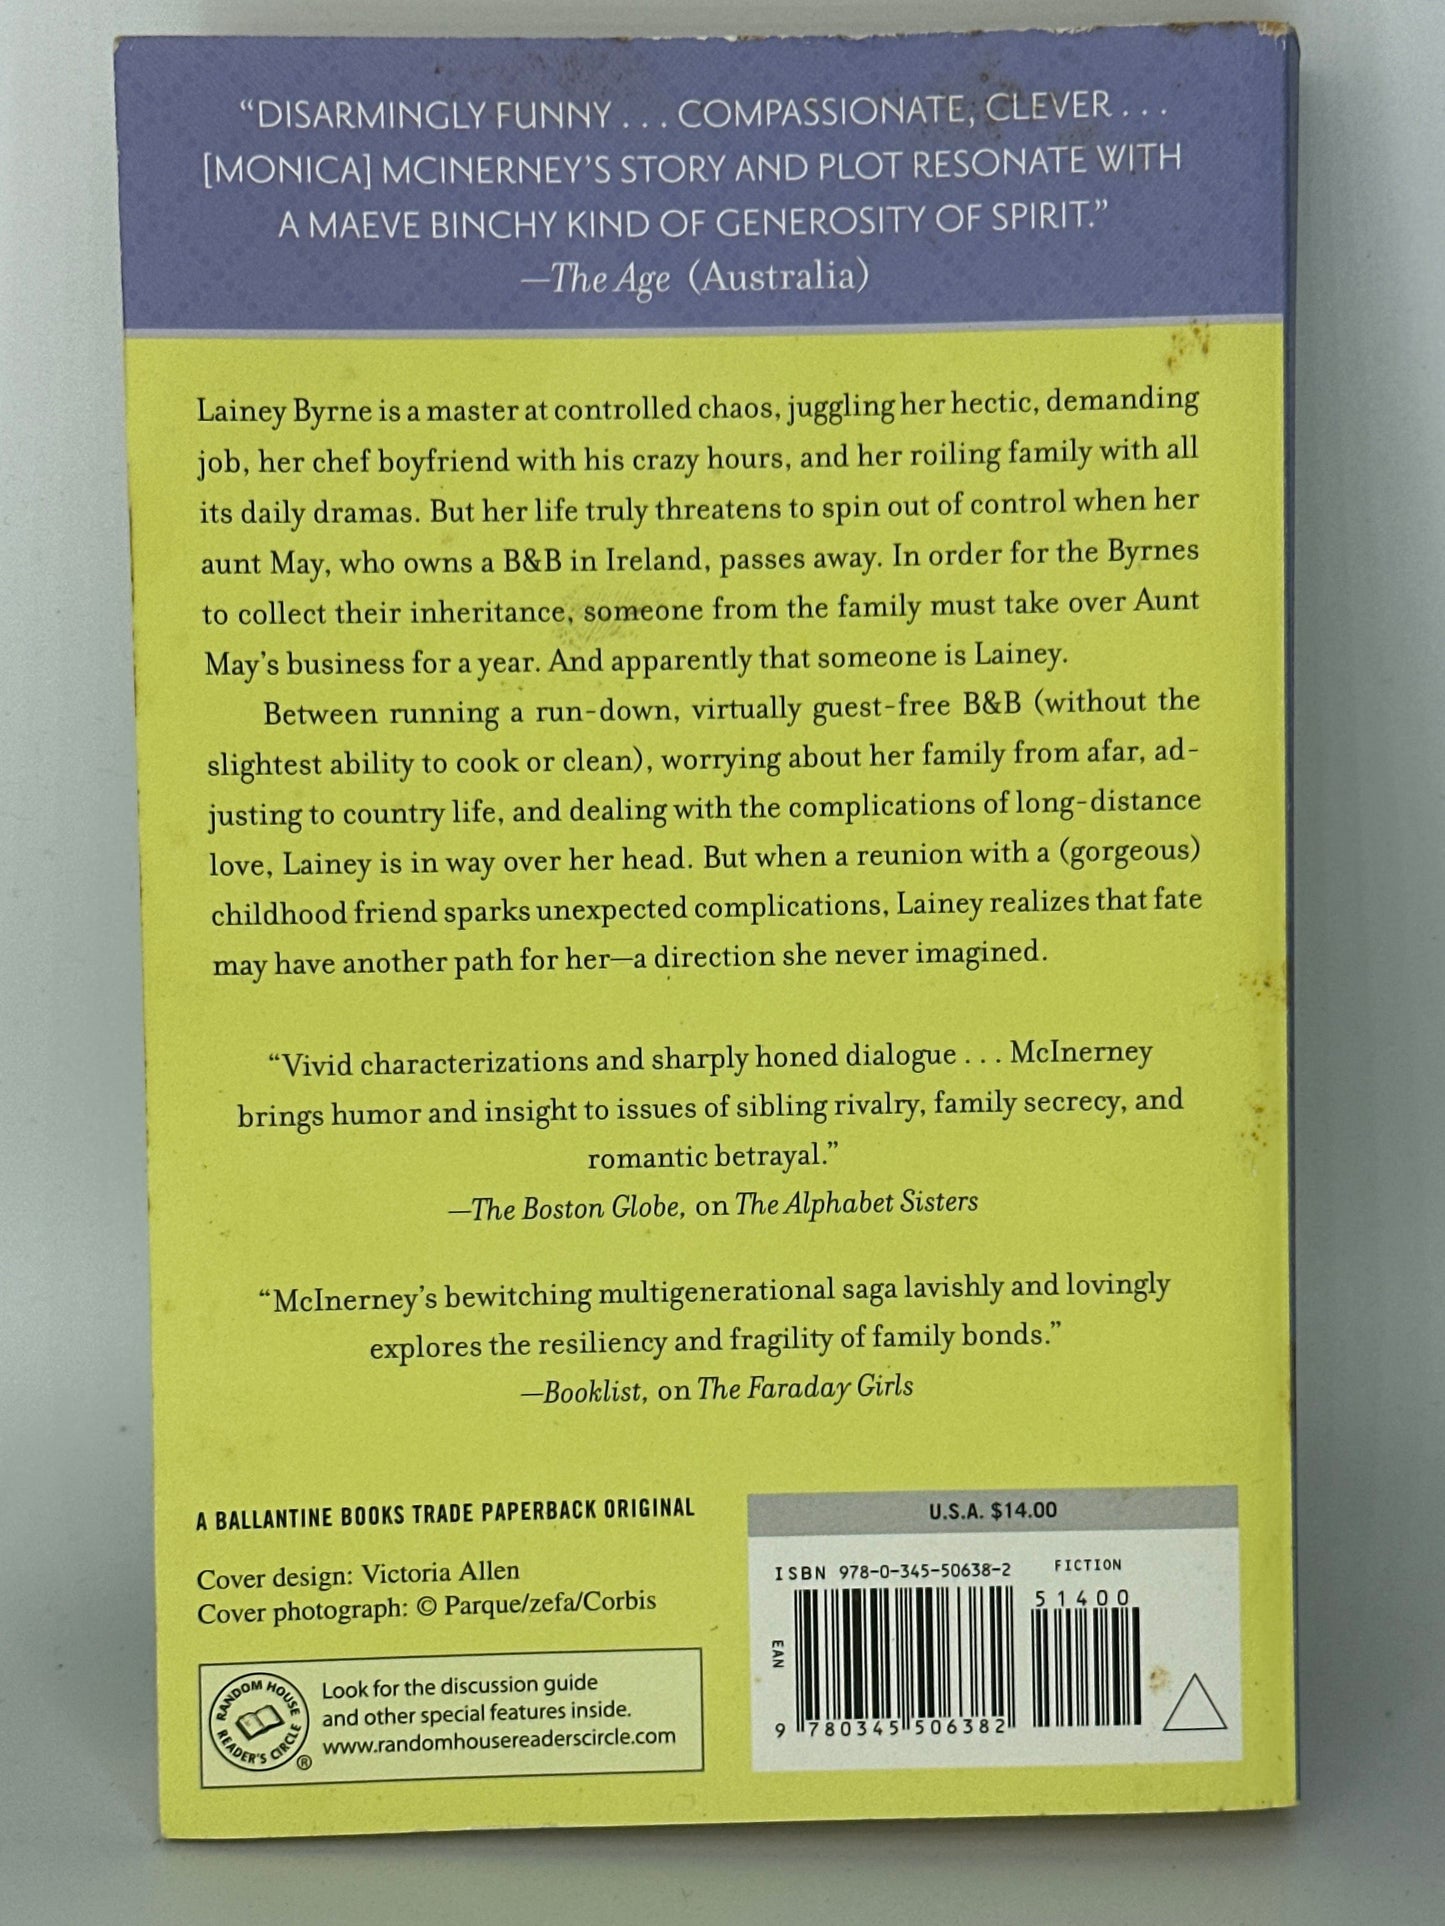 “DISARMINGLY FUNNY . . . COMPASSIONATE, CLEVER . . .
[MONICA] MCINERNEY’S STORY AND PLOT RESONATE WITH
A MAEVE BINCHY KIND OF GENEROSITY OF SPIRIT.”
—The Age (Australia)
Lainey Byrne is a master at controlled chaos, juggling her hectic, demanding
job, her chef boyfriend with his crazy hours, and her roiling family with all
its daily dramas. But her life truly threatens to spin out of control when her
aunt May, who owns a B&B in Ireland, passes away. In order for the Byrnes
to collect their inheritance, someone from the family must take over Aunt
May’s business for a year. And apparently that someone is Lainey.
Between running a run-down, virtually guest-free B&B (without the
slightest ability to cook or clean), worrying about her family from afar, ad-
justing to country life, and dealing with the complications of long-distance
love, Lainey is in way over her head. But when a reunion with a (gorgeous)
childhood friend sparks unexpected complications, Lainey realizes that fate
may have another path for her—a direction she never imagined.
“Vivid characterizations and sharply honed dialogue . . . McInerney
brings humor and insight to issues of sibling rivalry, family secrecy, and
romantic betrayal.”
—The Boston Globe, on The Alphabet Sisters
“McInerney’s bewitching multigenerational saga lavishly and lovingly
explores the resiliency and fragility of family bonds.”
—Booklist, on The Faraday Girls
A BALLANTINE BOOKS TRADE PAPERBACK ORIGINAL
Cover design: Victoria Allen
Cover photograph: © Parque/zefa/Corbis
RANDOM HOUSE
READER'S CIRCLE
®
Look for the discussion guide
and other special features inside.
www.randomhousereaderscircle.com
U.S.A. $14.00
ISBN 978-0-345-50638-2
FICTION
51400
EAN
9 780345 506382